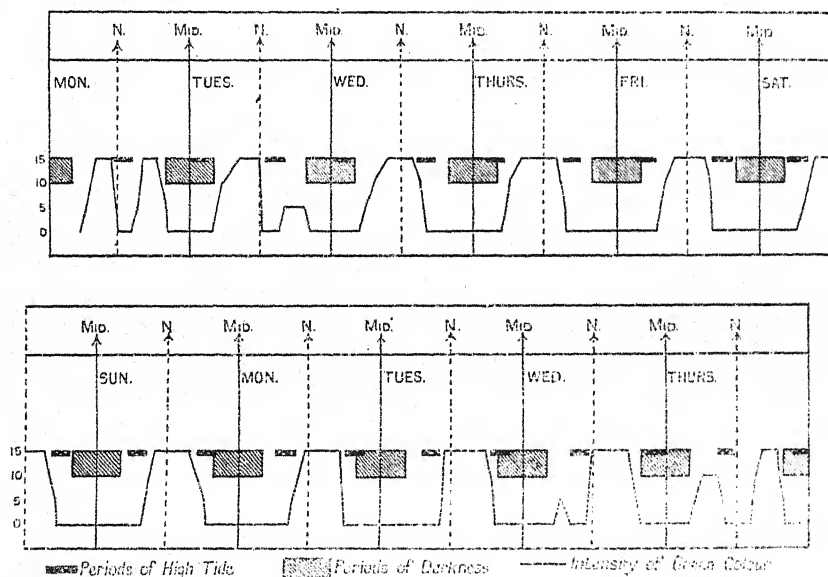 N. MID. N. MID. N. MID. N. MID. N. MID
MON. TUES. WED. THURS. FRI. SAT.
15
10
5
0
MID. N. MID. N. MID. N. MID N. MID. N
SUN. MON. TUES. WED. THURS.
15
10
5
0
Periods of High Tide Periods of Darkness Intensity of Green Colour